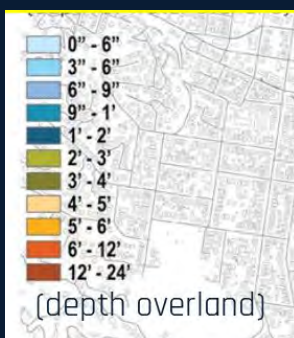 0” - 6”
3” - 6”
6” - 9”
9” - 1’
1’ - 2’
2’ - 3’
3’ - 4’
4’ - 5’
5’ - 6’
6’ - 12’
12’ - 24’
(depth overland)